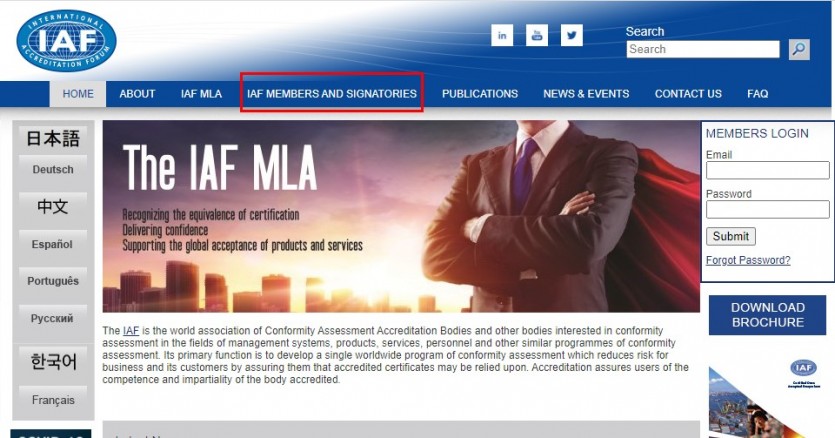 INTERNATIONAL
IAF
ACCREDITATION FORUM
Search
Search
HOME
ABOUT
IAF MLA
IAF MEMBERS AND SIGNATORIES
PUBLICATIONS
NEWS & EVENTS
CONTACT US
FAQ
日本語
Deutsch
中文
Español
Português
Русский
한국어
Français
The IAF MLA
Recognizing the equivalence of certification
Delivering confidence
Supporting the global acceptance of products and services
The IAF is the world association of Conformity Assessment Accreditation Bodies and other bodies interested in conformity
assessment in the fields of management systems, products, services, personnel and other similar programmes of conformity
assessment. Its primary function is to develop a single worldwide program of conformity assessment which reduces risk for
business and its customers by assuring them that accredited certificates may be relied upon. Accreditation assures users of the
competence and impartiality of the body accredited.
MEMBERS LOGIN
Email
Password
Submit
Forgot Password?
DOWNLOAD
BROCHURE
IAF